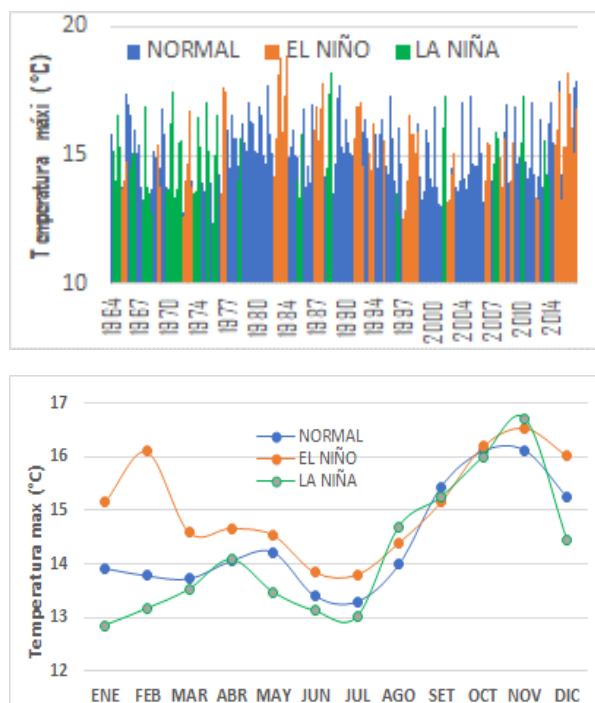 20
NORMAL EL NIÑO LA NIÑA
15
10
Temperatura máxi (°C)
1964 1967 1970 1974 1977 1980 1984 1987 1990 1994 1997 2000 2004 2007 2010 2014
17
NORMAL
16
EL NIÑO
LA NIÑA
15
14
13
12
Temperatura max (°C)
ENE FEB MAR ABR MAY JUN JUL AGO SET OCT NOV DIC